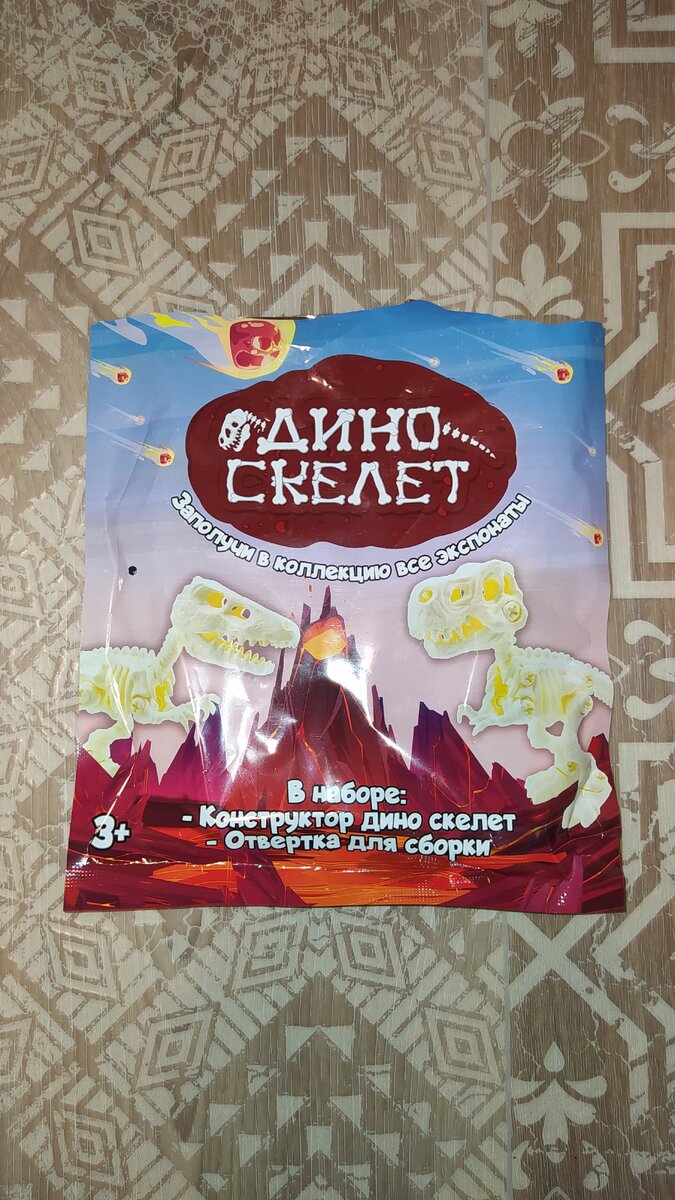 ДИНО
СКЕЛЕТ
Заполучи в коллекцию все экспонаты
В наборе:
- Конструктор дино скелет
- Отвертка для сборки
3+